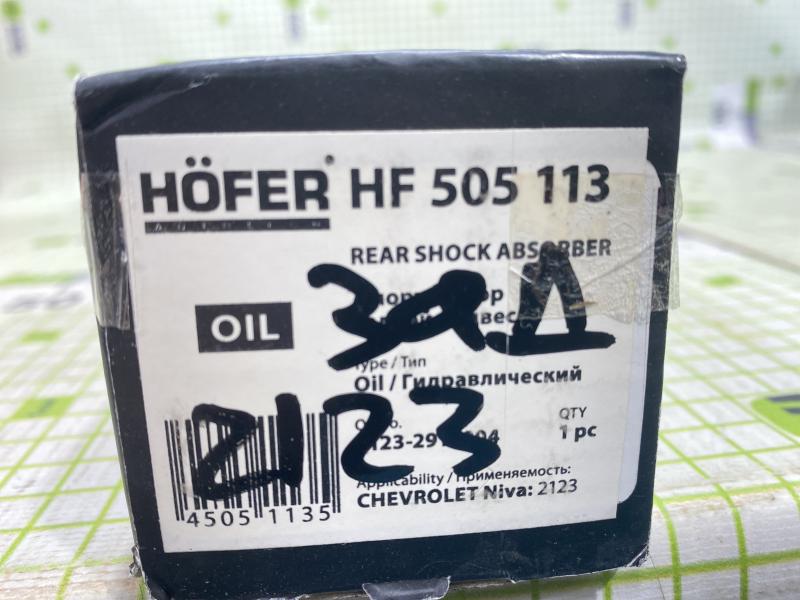 HÖFER HF 505 113
REAR SHOCK ABSORBER
OIL
зад
Type / Тип
Oil / Гидравлический
2123
QTY
1 pc
Applicability / Применяемость:
CHEVROLET Niva: 2123
4505 1135